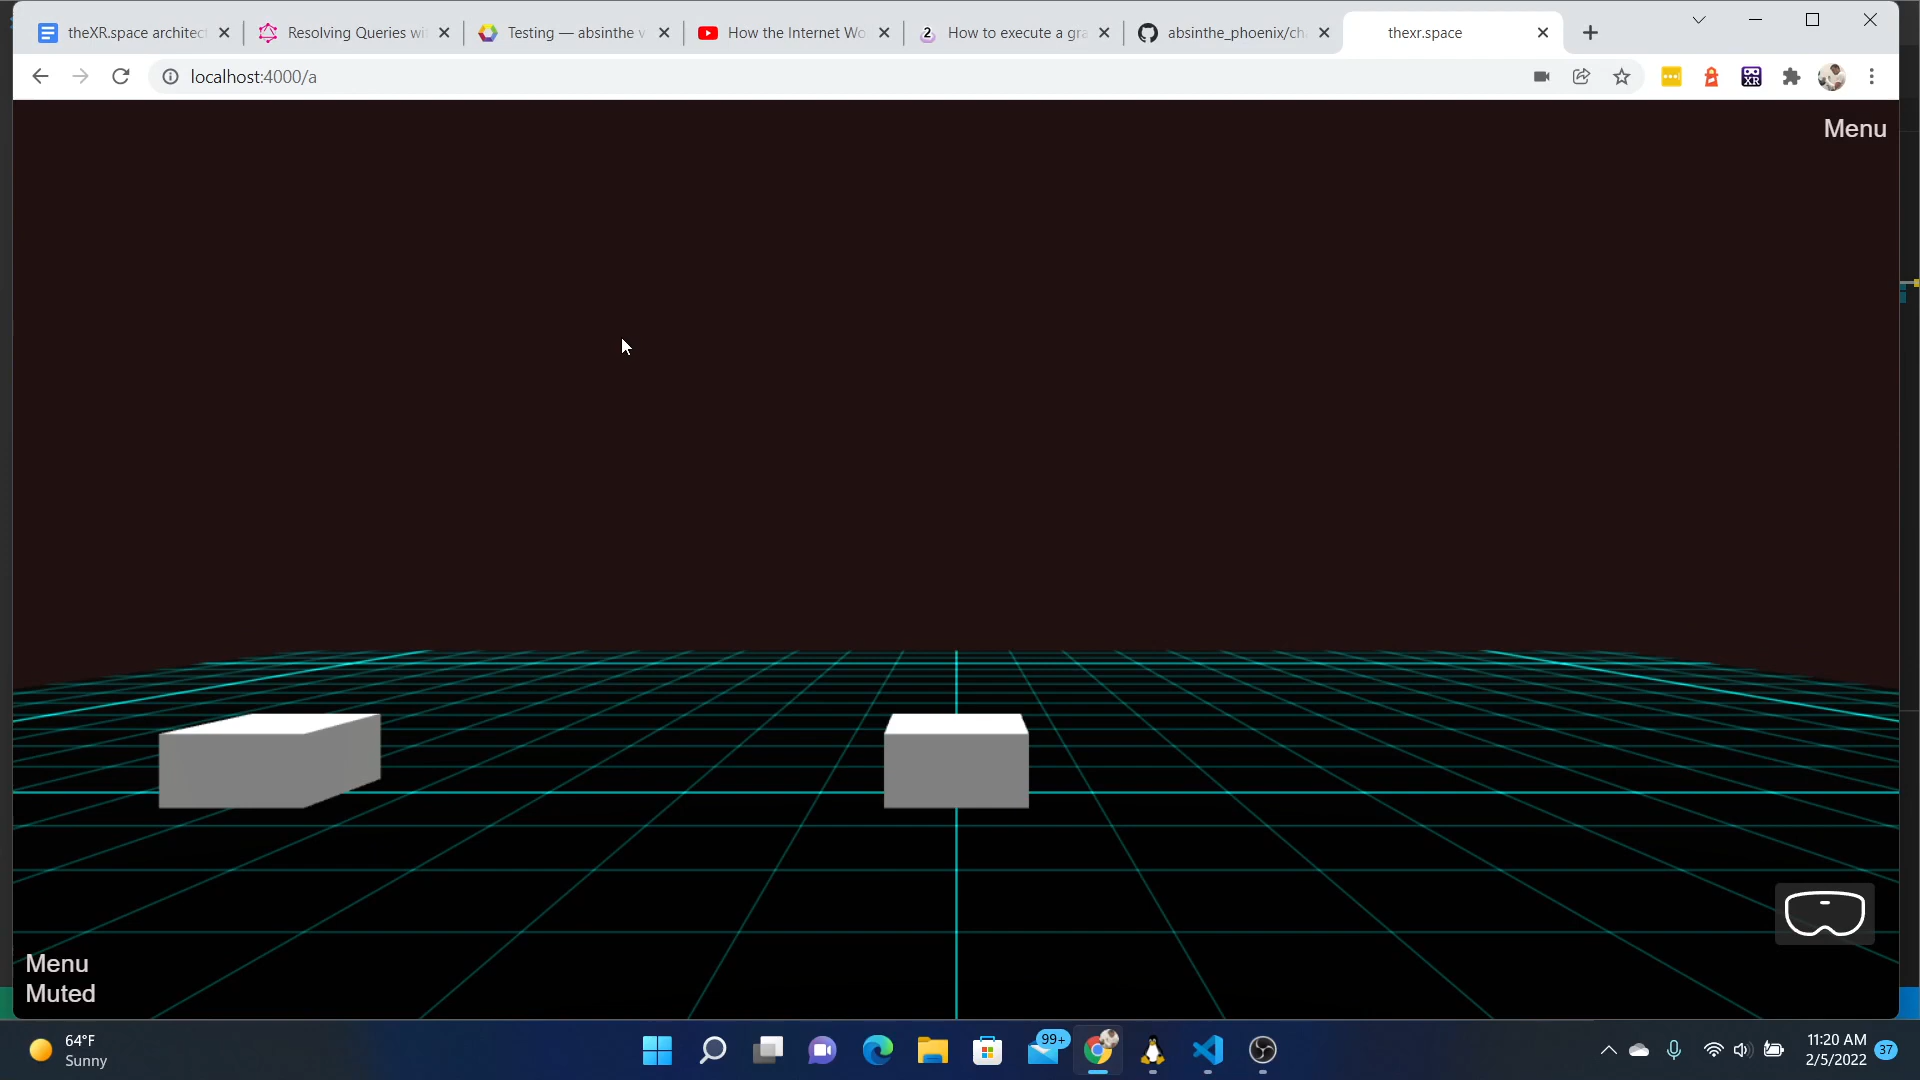 theXR.space architec
Resolving Queries wi
Testing — absinthe v
How the Internet Wo
How to execute a gra
absinthe_phoenix/ch
thexr.space
localhost:4000/a
XR
Menu
Menu
Muted
64°F
Sunny
99+
11:20 AM
2/5/2022
37